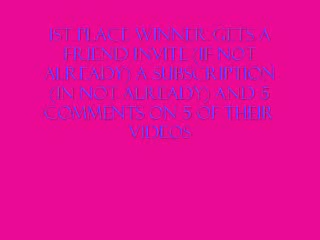 1ST PLACE WINNER GETS A
FRIEND INVITE (IF NOT
ALREADY) A SUBSCRIPTION
(IN NOT ALREADY) AND 5
COMMENTS ON 5 OF THEIR
VIDEOS